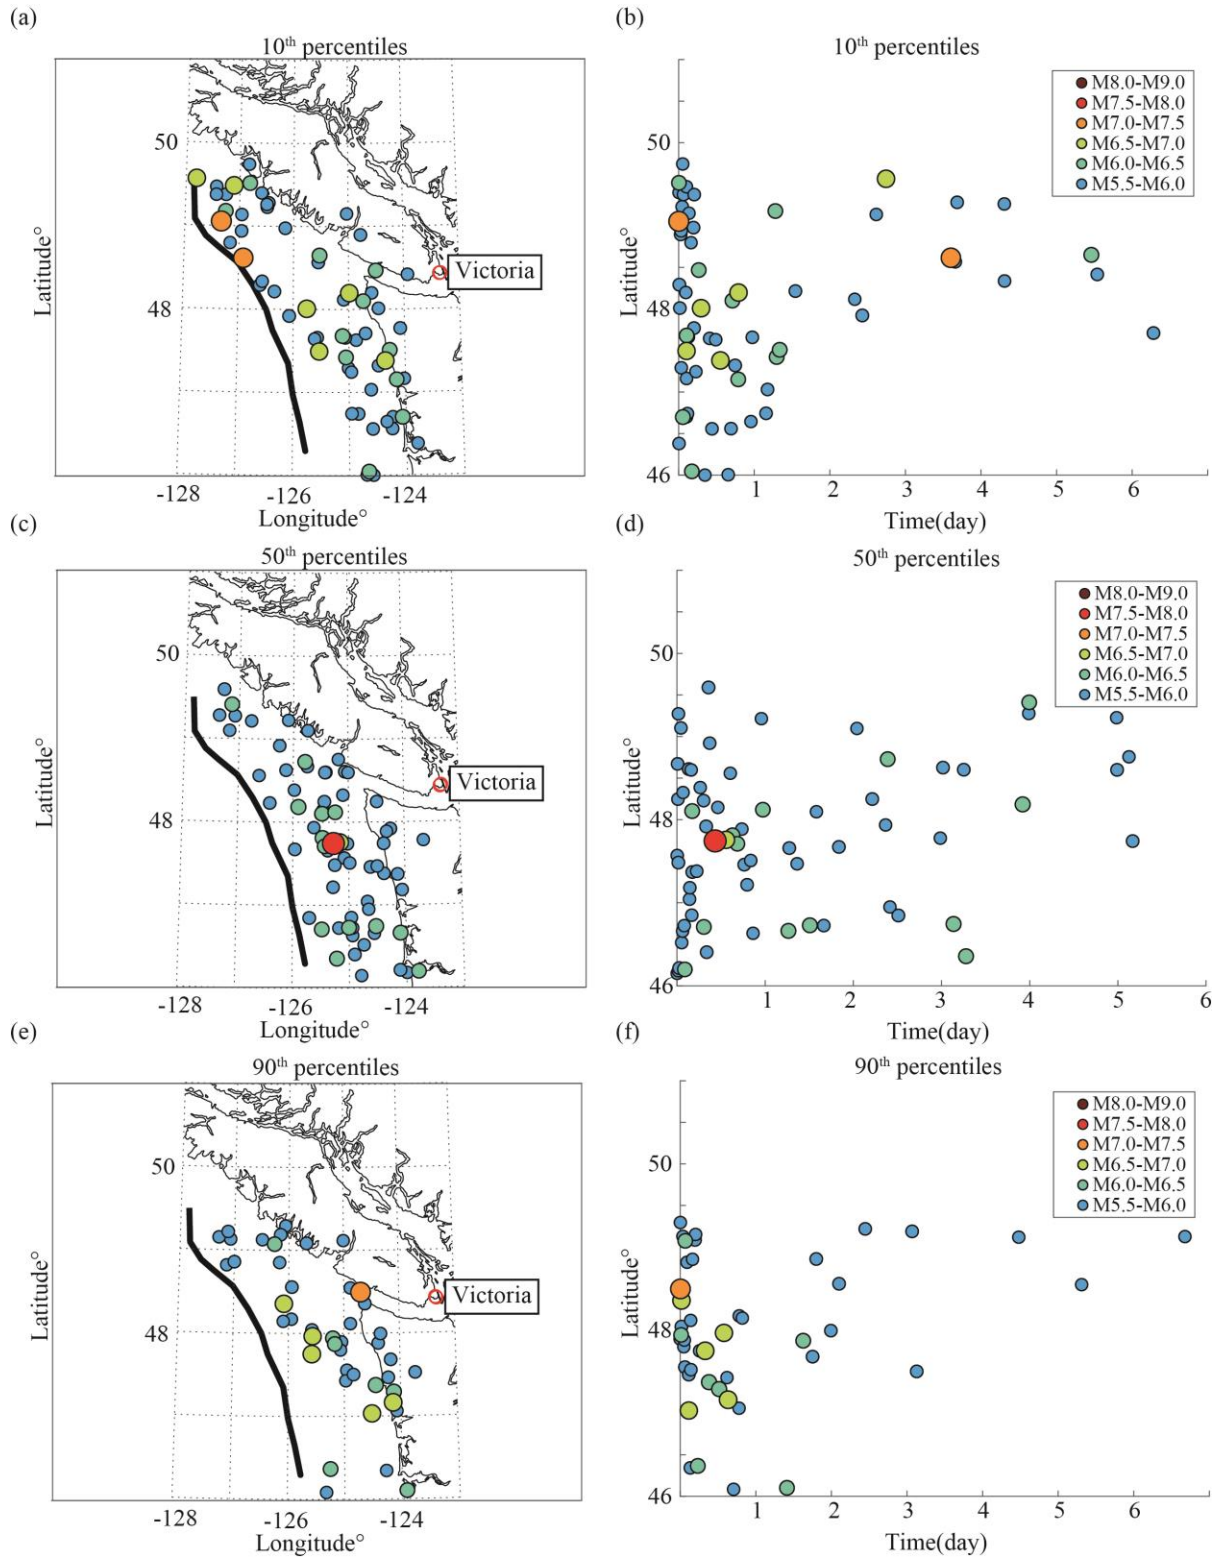 (a)
10th percentiles
50
48
Latitude°
Victoria
-128
-126
-124
Longitude°
(b)
10th percentiles
M8.0-M9.0
M7.5-M8.0
M7.0-M7.5
M6.5-M7.0
M6.0-M6.5
M5.5-M6.0
50
48
46
Latitude°
1 2 3 4 5 6
Time(day)
(c)
50th percentiles
50
48
Latitude°
Victoria
-128
-126
-124
Longitude°
(d)
50th percentiles
M8.0-M9.0
M7.5-M8.0
M7.0-M7.5
M6.5-M7.0
M6.0-M6.5
M5.5-M6.0
50
48
46
Latitude°
1 2 3 4 5 6
Time(day)
(e)
90th percentiles
50
48
Latitude°
Victoria
-128
-126
-124
Longitude°
(f)
90th percentiles
M8.0-M9.0
M7.5-M8.0
M7.0-M7.5
M6.5-M7.0
M6.0-M6.5
M5.5-M6.0
50
48
46
Latitude°
1 2 3 4 5 6
Time(day)